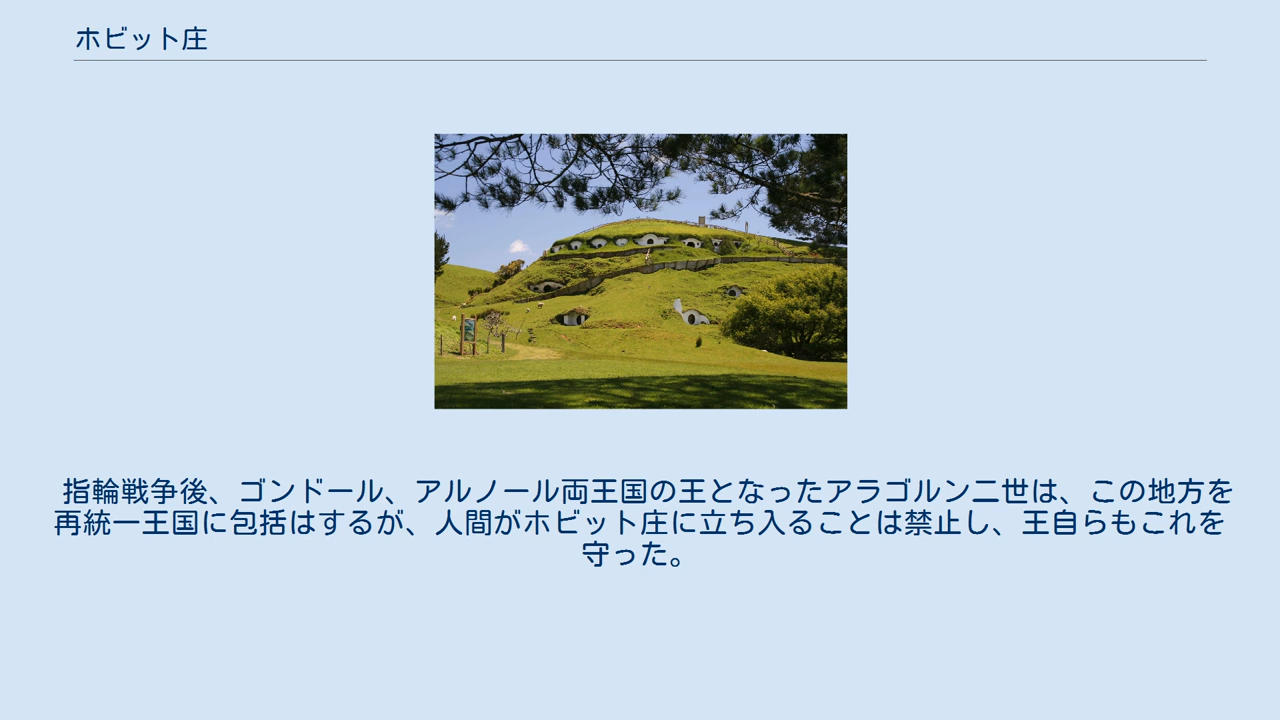 ホビット庄
指輪戦争後、ゴンドール、アルノール両王国の王となったアラゴルン二世は、この地方を
再統一王国に包括はするが、人間がホビット庄に立ち入ることは禁止し、王自らもこれを
守った。